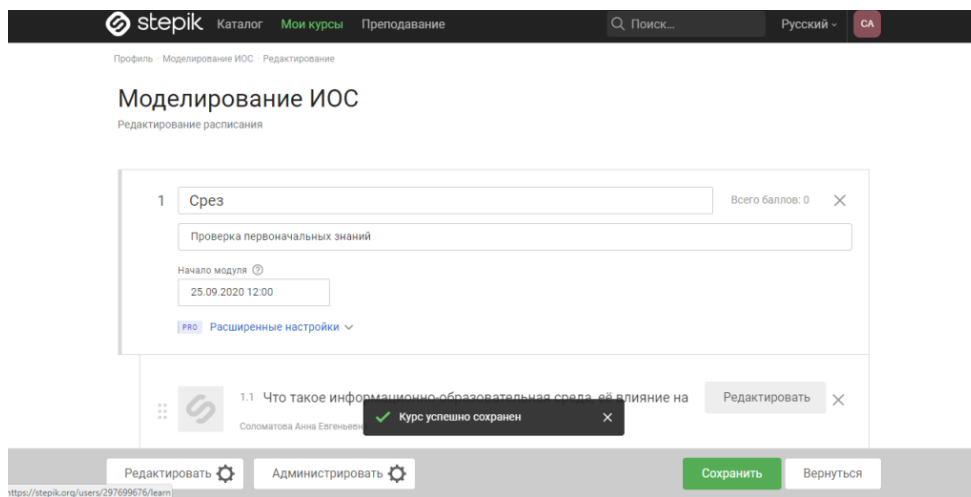 stepik Каталог Мои курсы Преподавание Поиск... Русский СА
Профиль · Моделирование ИОС · Редактирование
Моделирование ИОС
Редактирование расписания
1 Срез Всего баллов: 0
Проверка первоначальных знаний
Начало модуля
25.09.2020 12:00
PRO Расширенные настройки
1.1 Что такое информационно-образовательная среда, её влияние на Редактировать
Курс успешно сохранен
Соломатова Анна Евгеньевна
Редактировать Администрировать Сохранить Вернуться
https://stepik.org/users/297699676/learn